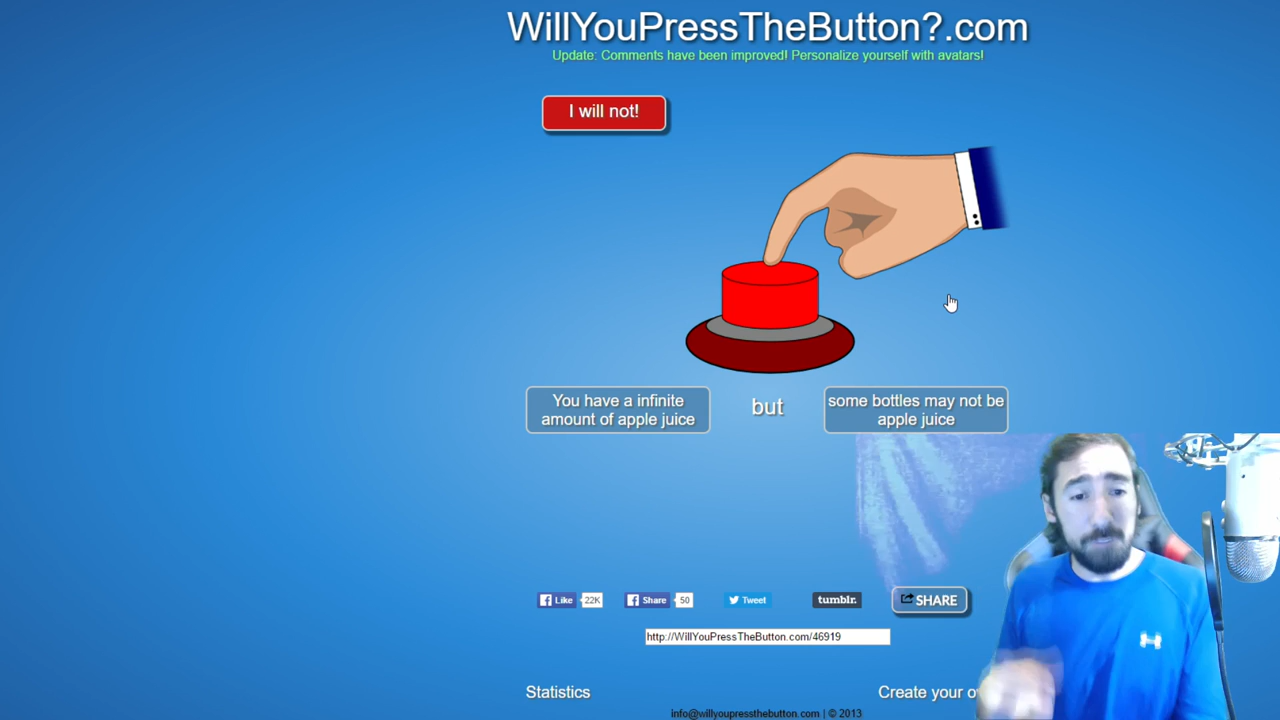 WillYouPressTheButton?.com
Update: Comments have been improved! Personalize yourself with avatars!
I will not!
You have a infinite
amount of apple juice
but
some bottles may not be
apple juice
Like 22K
Share 50
Tweet
tumblr.
SHARE
http://WillYouPressTheButton.com/46919
Statistics
Create your
info@willyoupressthebutton.com | © 2013